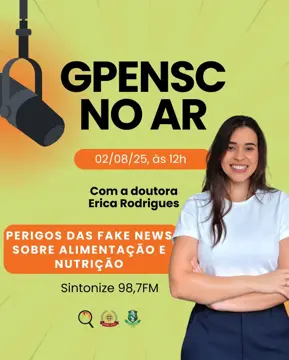 GPENSC
NO AR
02/08/25, às 12h
Com a doutora
Erica Rodrigues
PERIGOS DAS FAKE NEWS
SOBRE ALIMENTAÇÃO E
NUTRIÇÃO
Sintonize 98,7FM